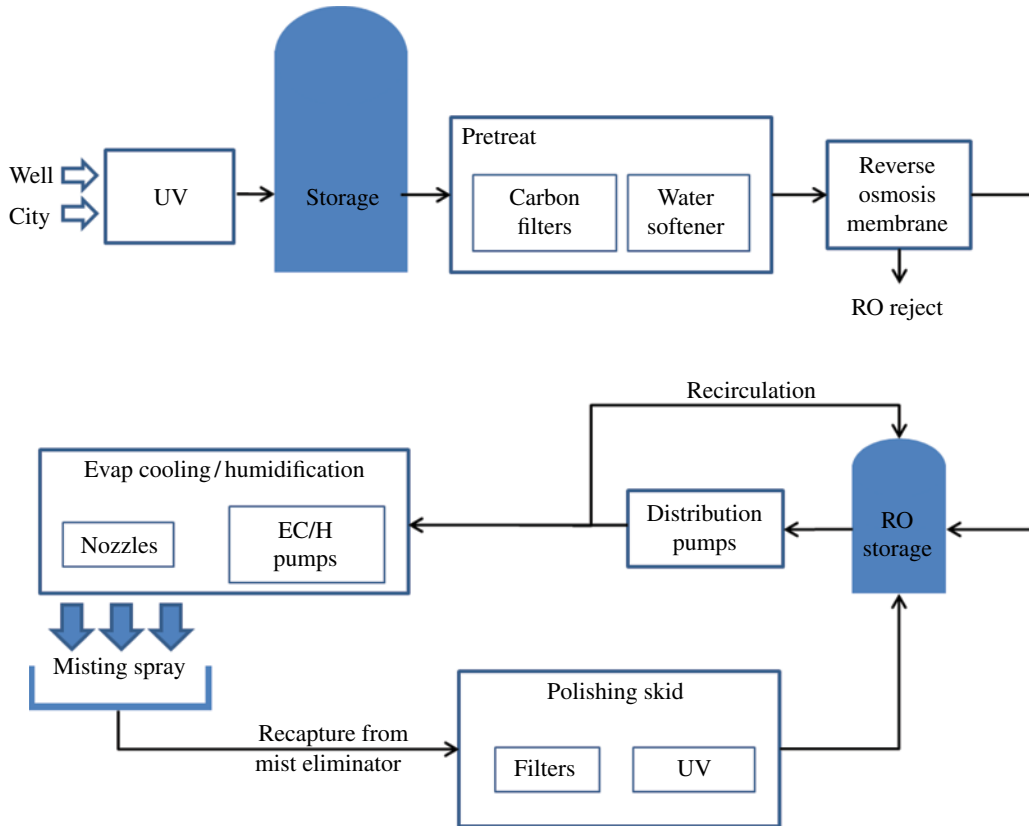 Well
City
UV
Storage
Pretreat
Carbon
filters
Water
softener
Reverse
osmosis
membrane
RO reject
Recirculation
Evap cooling / humidification
Nozzles
EC/H
pumps
Distribution
pumps
RO
storage
Misting spray
Recapture from
mist eliminator
Polishing skid
Filters
UV